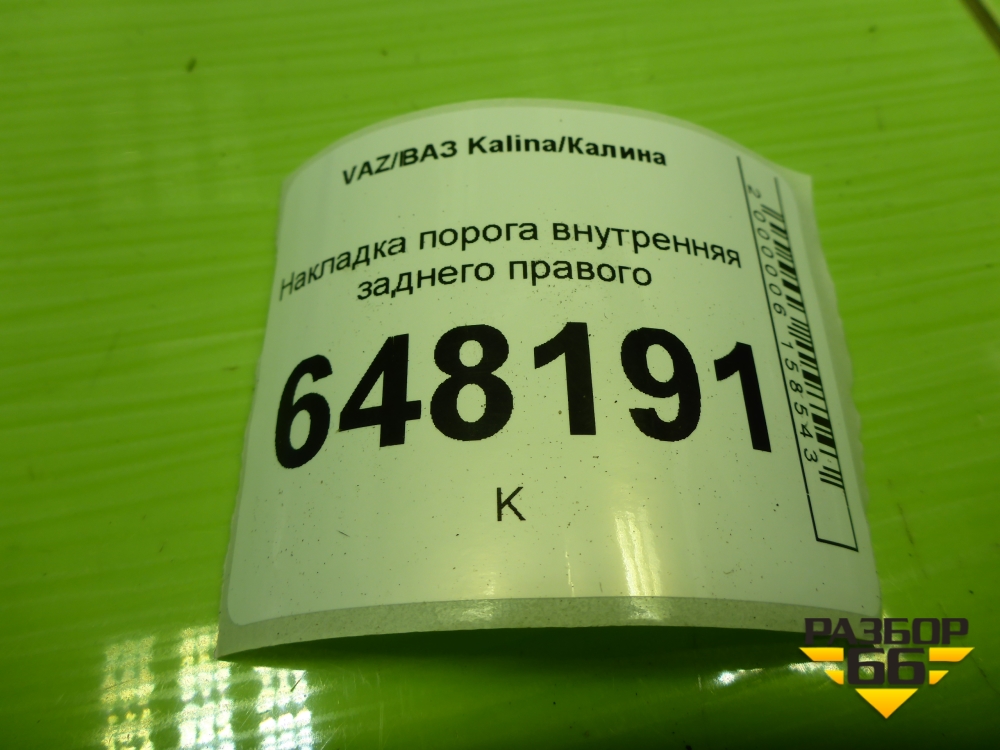 VAZ/ВАЗ Kalina/Калина
Накладка порога внутренняя
заднего правого
648191
К
2000006158543
РАЗБОР
66